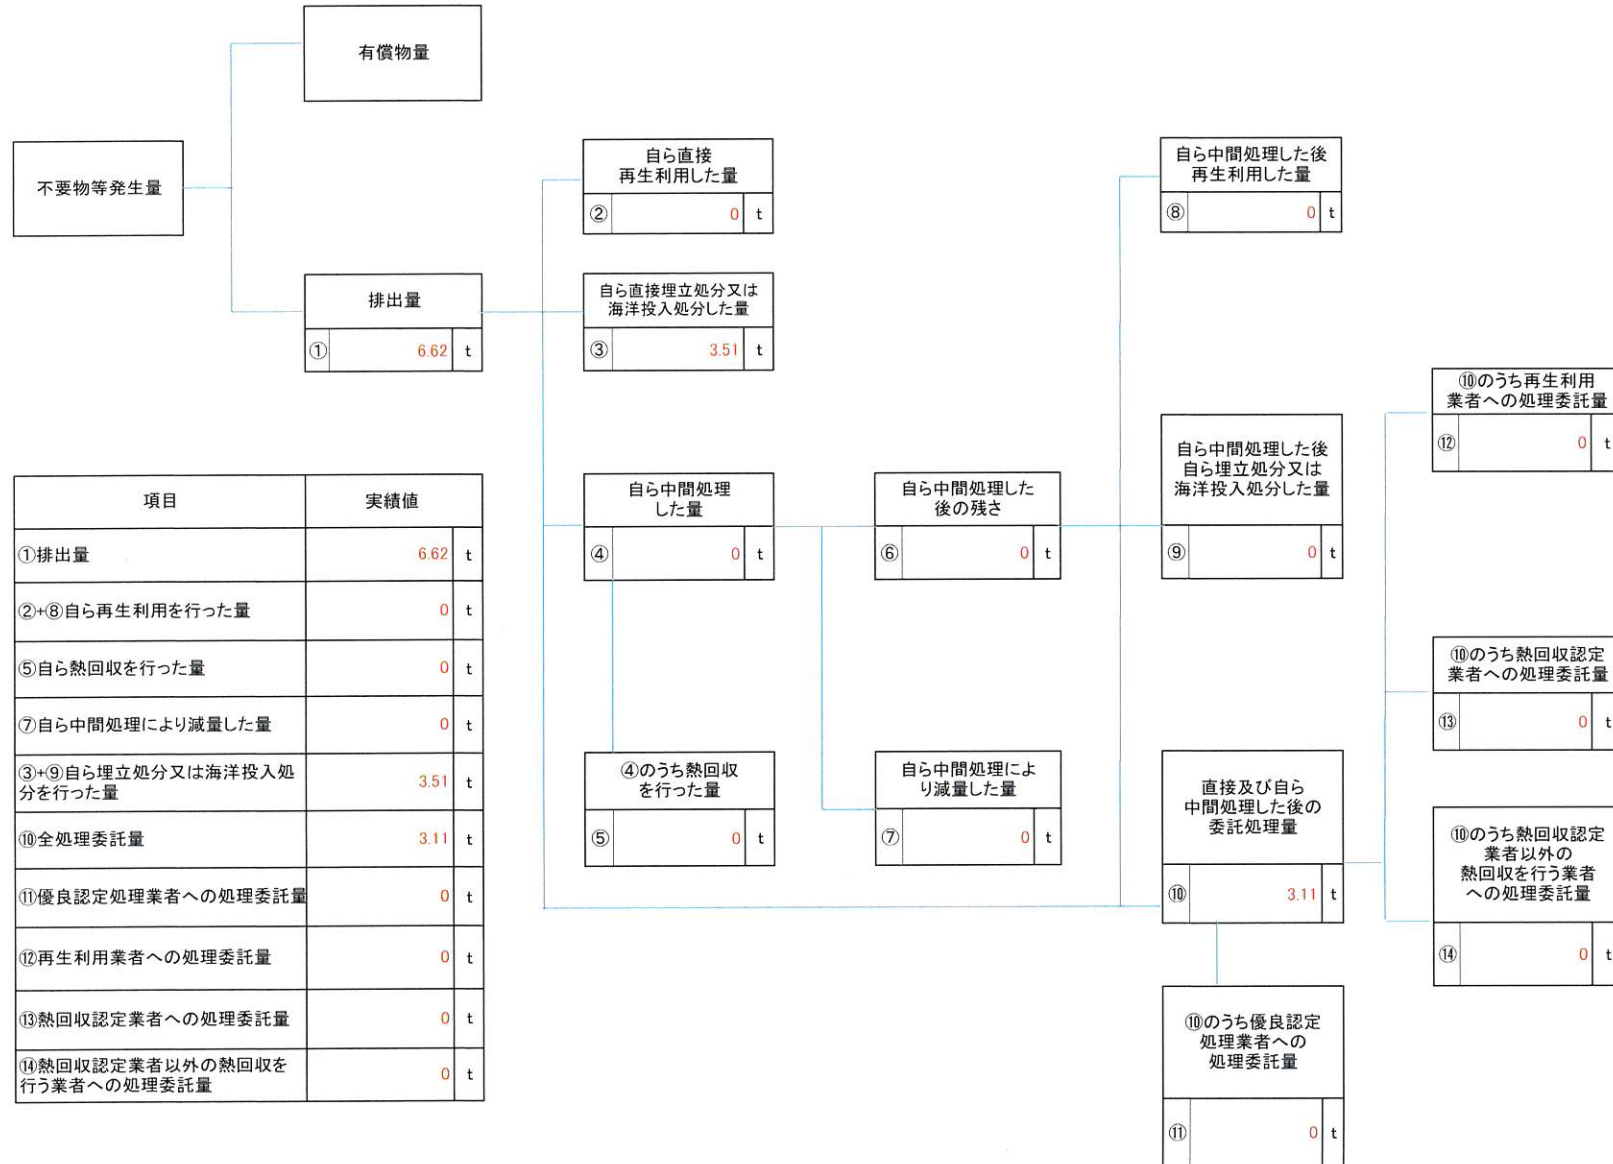 有償物量
不要物等発生量
排出量
① 6.62 t
自ら直接
再生利用した量
② 0 t
自ら直接埋立処分又は
海洋投入処分した量
③ 3.51 t
自ら中間処理
した量
④ 0 t
④のうち熱回収
を行った量
⑤ 0 t
自ら中間処理した
後の残さ
⑥ 0 t
自ら中間処理によ
り減量した量
⑦ 0 t
自ら中間処理した後
再生利用した量
⑧ 0 t
自ら中間処理した後
自ら埋立処分又は
海洋投入処分した量
⑨ 0 t
直接及び自ら
中間処理した後の
委託処理量
⑩ 3.11 t
⑩のうち優良認定
処理業者への
処理委託量
⑪ 0 t
⑩のうち再生利用
業者への処理委託量
⑫ 0 t
⑩のうち熱回収認定
業者への処理委託量
⑬ 0 t
⑩のうち熱回収認定
業者以外の
熱回収を行う業者
への処理委託量
⑭ 0 t
項目 実績値
①排出量 6.62 t
②+⑧自ら再生利用を行った量 0 t
⑤自ら熱回収を行った量 0 t
⑦自ら中間処理により減量した量 0 t
③+⑨自ら埋立処分又は海洋投入処
分を行った量 3.51 t
⑩全処理委託量 3.11 t
⑪優良認定処理業者への処理委託量 0 t
⑫再生利用業者への処理委託量 0 t
⑬熱回収認定業者への処理委託量 0 t
⑭熱回収認定業者以外の熱回収を
行う業者への処理委託量 0 t